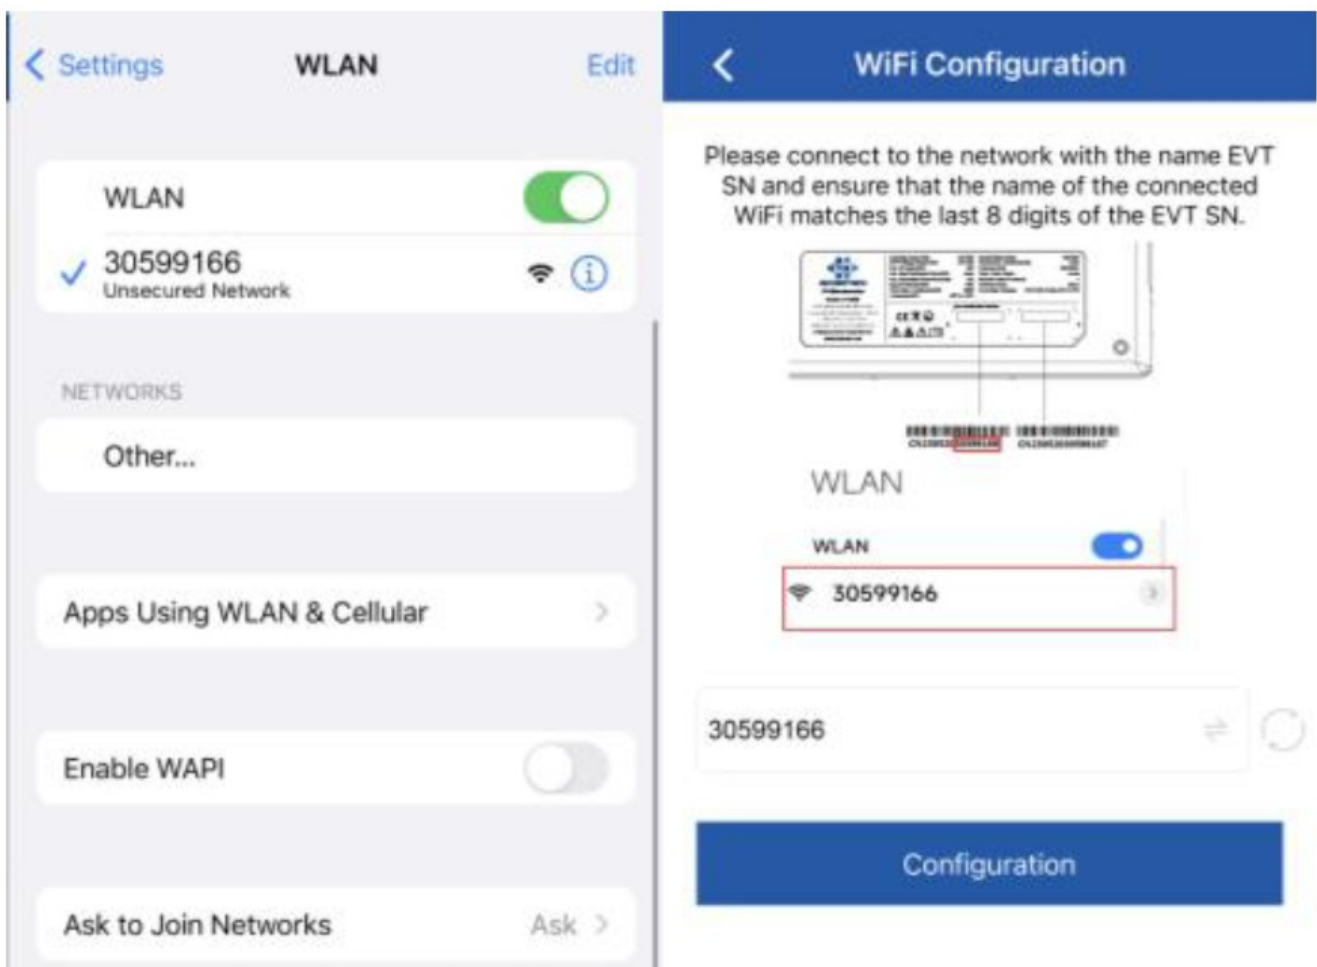 Settings
WLAN
Edit
WLAN
30599166
Unsecured Network
NETWORKS
Other...
Apps Using WLAN & Cellular
Enable WAPI
Ask to Join Networks
Ask
WiFi Configuration
Please connect to the network with the name EVT
SN and ensure that the name of the connected
WiFi matches the last 8 digits of the EVT SN.
WLAN
WLAN
30599166
30599166
Configuration